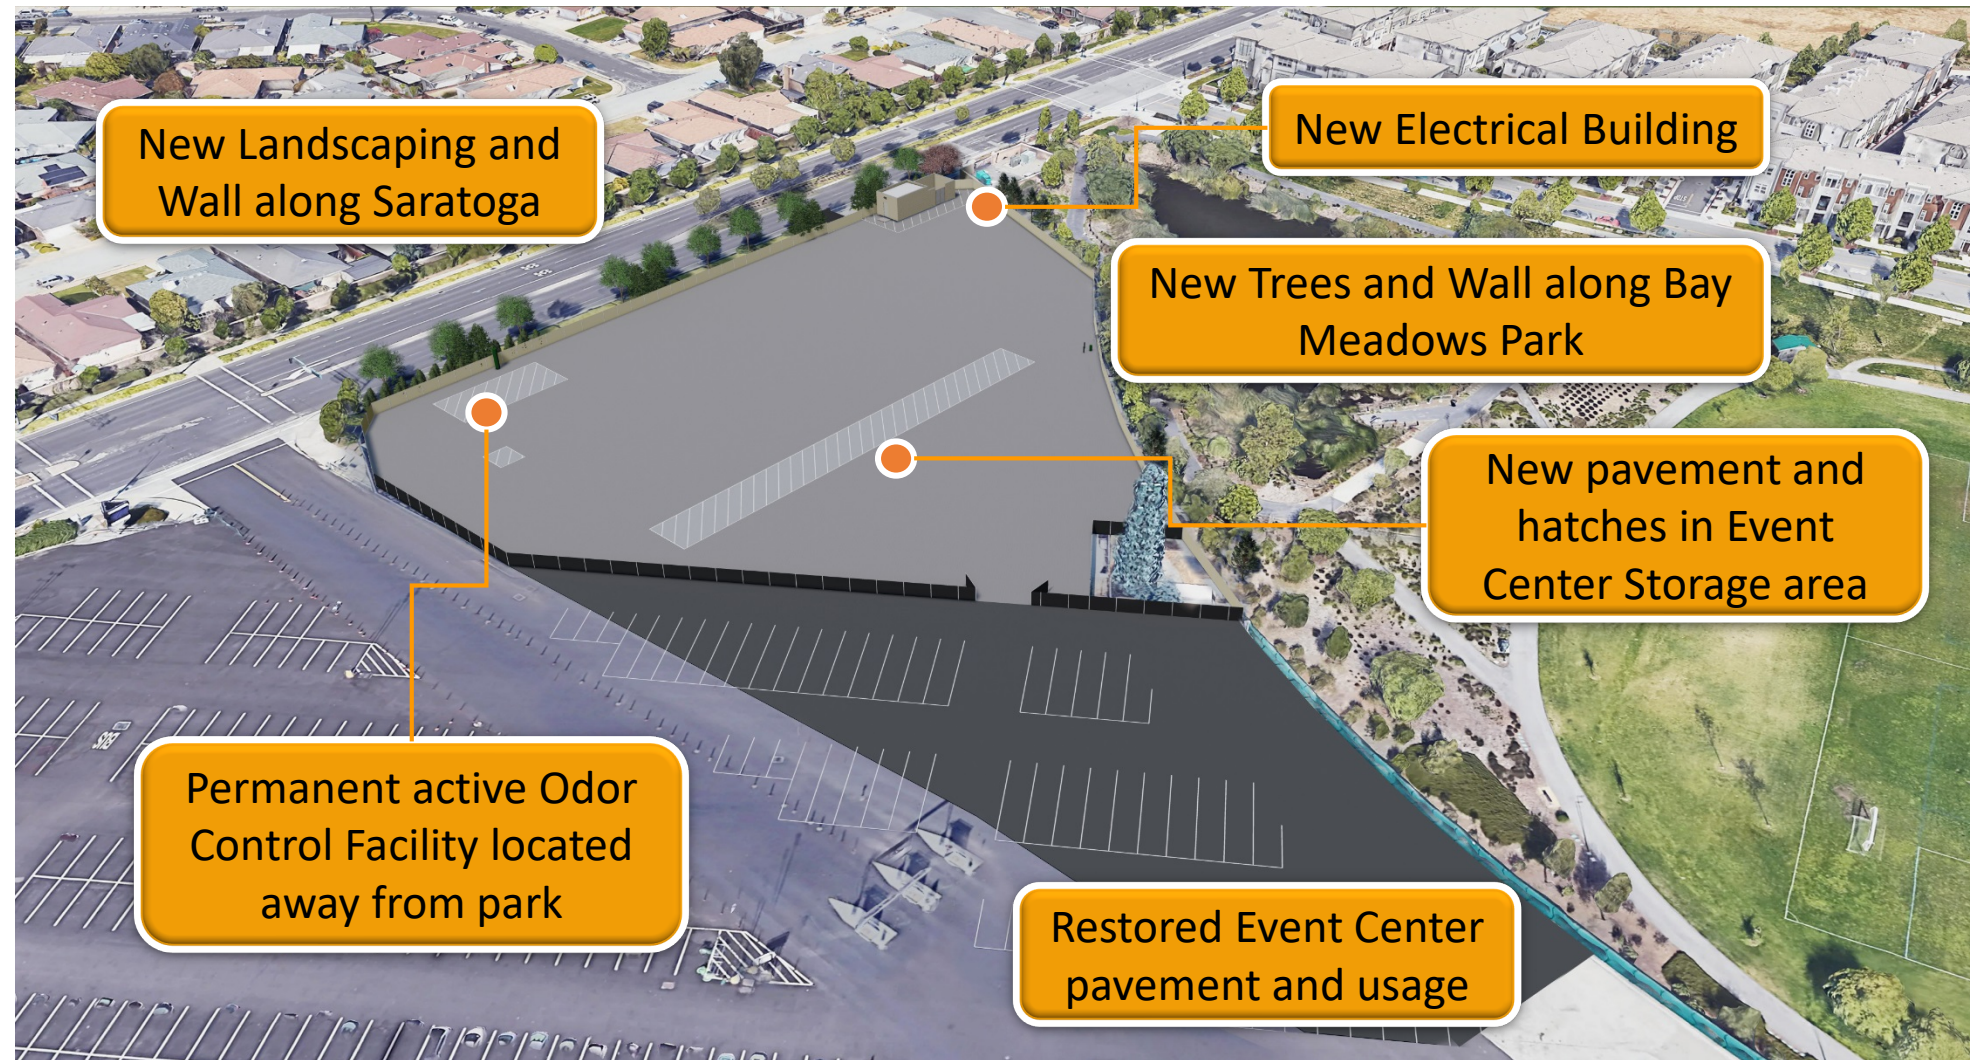 New Landscaping and
Wall along Saratoga
New Electrical Building
New Trees and Wall along Bay
Meadows Park
New pavement and
hatches in Event
Center Storage area
Permanent active Odor
Control Facility located
away from park
Restored Event Center
pavement and usage
BUS